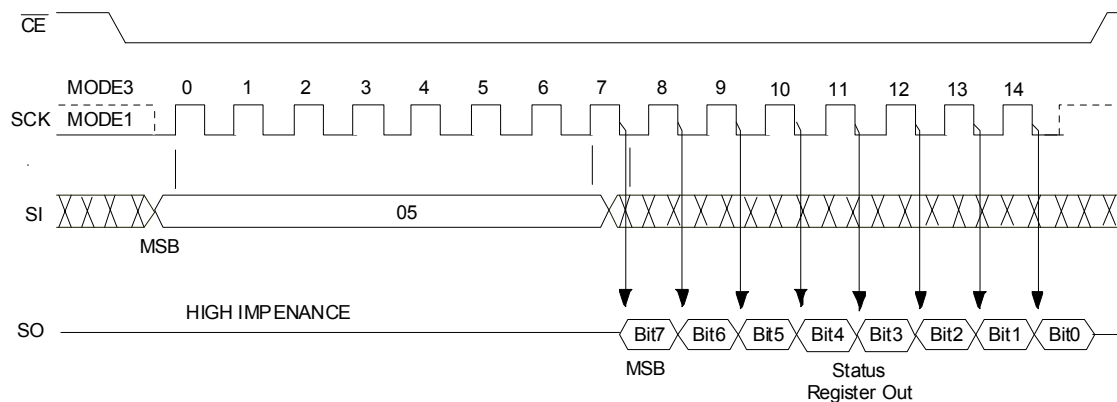 CE
MODE3
0 1 2 3 4 5 6 7 8 9 10 11 12 13 14
SCK MODE1
SI 05
MSB
HIGH IMPENANCE
SO Bit7 Bit6 Bit5 Bit4 Bit3 Bit2 Bit1 Bit0
MSB Status
Register Out